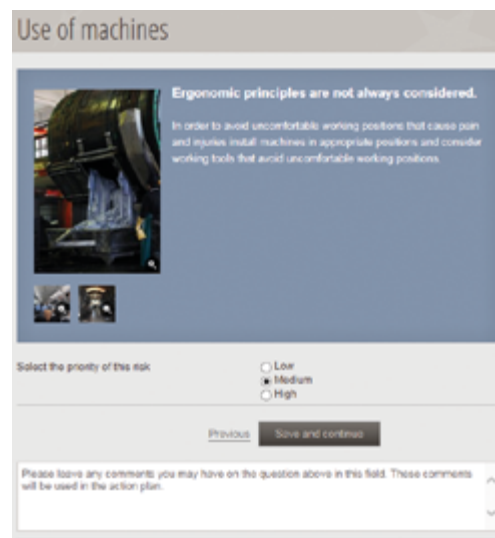 Use of machines
Ergonomic principles are not always considered.
In order to avoid uncomfortable working positions that cause pain
and injuries install machines in appropriate positions and consider
working tools that avoid uncomfortable working positions.
Select the priority of this risk
Low
Medium
High
Previous
Save and continue
Please leave any comments you may have on the question above in this field. These comments
will be used in the action plan.